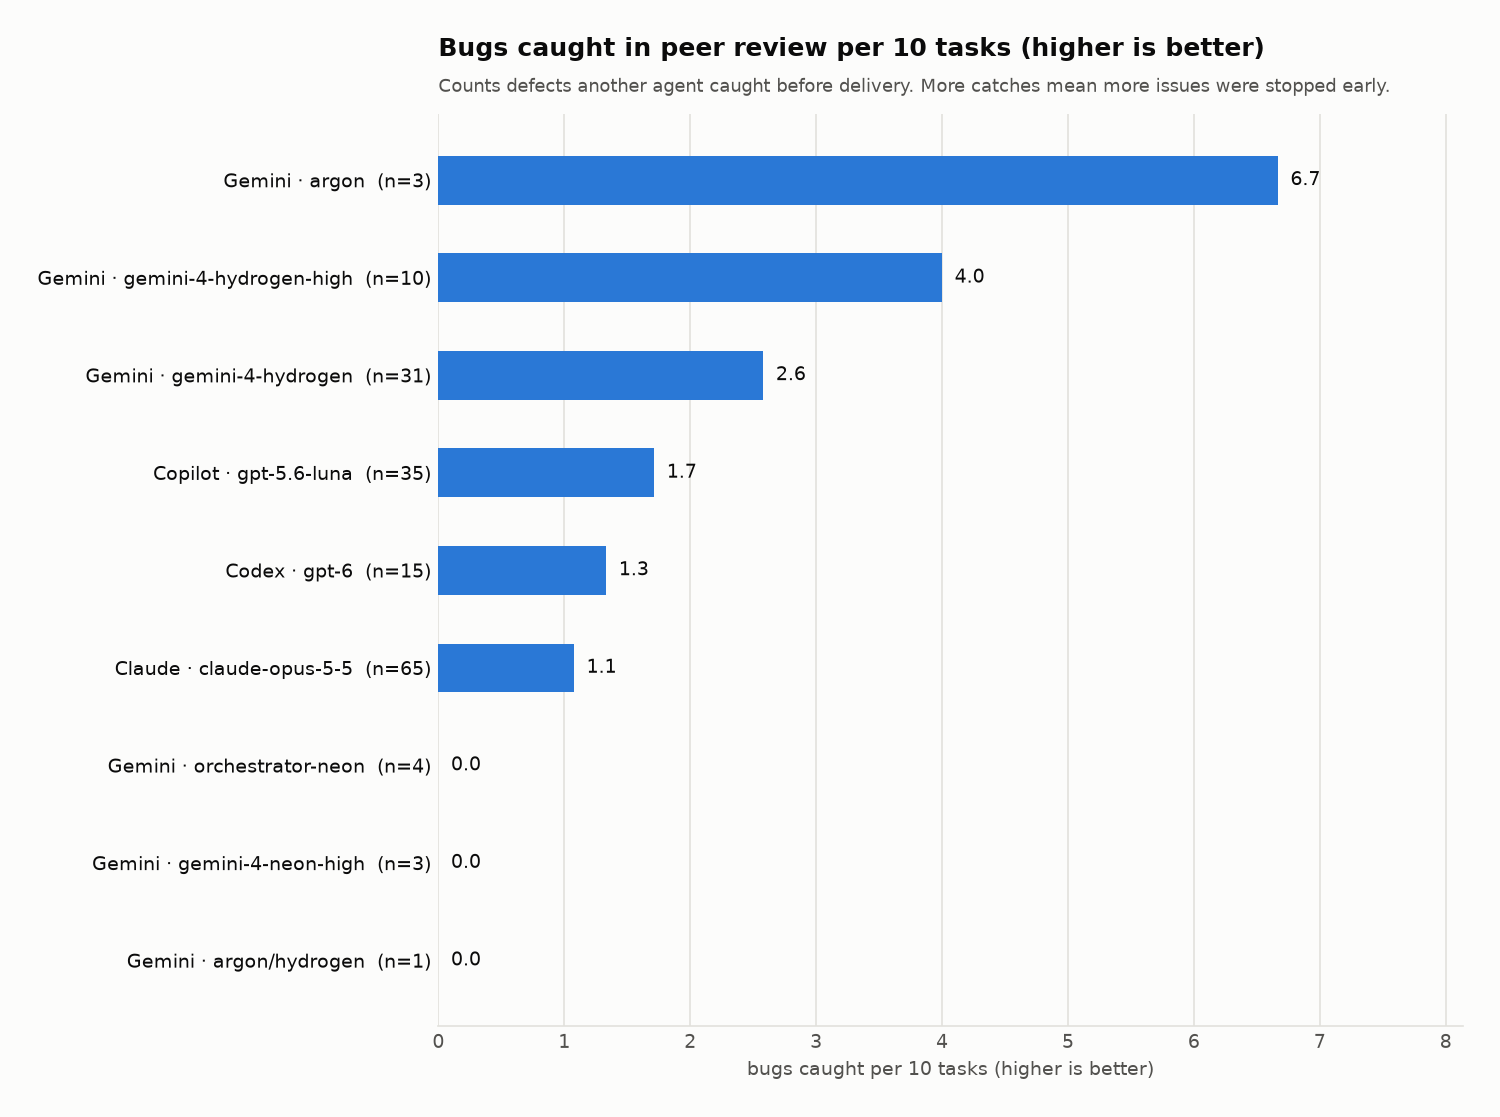 Bugs caught in peer review per 10 tasks (higher is better)
Counts defects another agent caught before delivery. More catches mean more issues were stopped early.
Gemini · argon (n=3) 6.7
Gemini · gemini-4-hydrogen-high (n=10) 4.0
Gemini · gemini-4-hydrogen (n=31) 2.6
Copilot · gpt-5.6-luna (n=35) 1.7
Codex · gpt-6 (n=15) 1.3
Claude · claude-opus-5-5 (n=65) 1.1
Gemini · orchestrator-neon (n=4) 0.0
Gemini · gemini-4-neon-high (n=3) 0.0
Gemini · argon/hydrogen (n=1) 0.0
0 1 2 3 4 5 6 7 8
bugs caught per 10 tasks (higher is better)